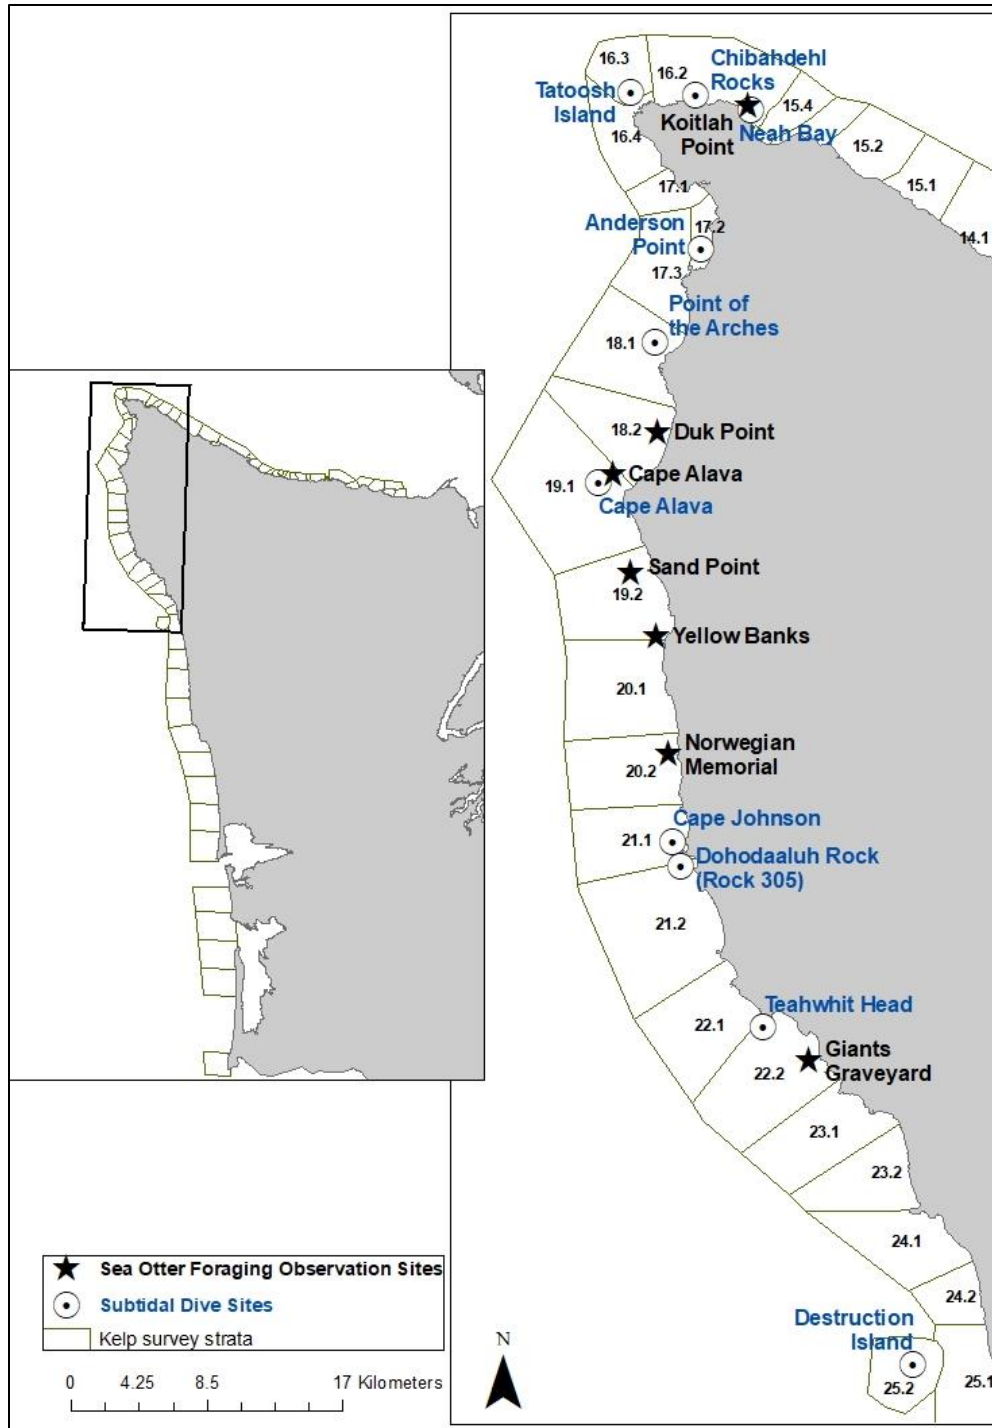 16.3
16.2
Chibahdehl
Rocks
Tatoosh
Island
15.4
Koitlah
Point
Neah Bay
16.4
15.2
15.1
17.1
14.1
Anderson
Point
17.2
17.3
Point of
the Arches
18.1
18.2
Duk Point
Cape Alava
19.1
Cape Alava
Sand Point
19.2
Yellow Banks
20.1
Norwegian
Memorial
20.2
Cape Johnson
21.1
Dohodaaluh Rock
(Rock 305)
21.2
Teahwhit Head
22.1
Giants
Graveyard
22.2
23.1
23.2
24.1
24.2
Destruction
Island
25.2
25.1
Sea Otter Foraging Observation Sites
Subtidal Dive Sites
Kelp survey strata
0 4.25 8.5 17 Kilometers
N